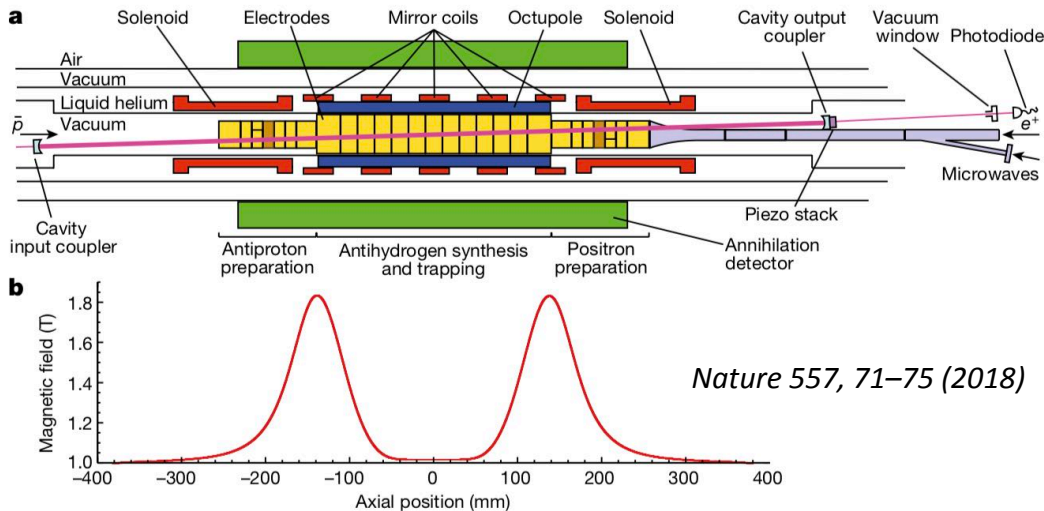 a
Solenoid Electrodes Mirror coils Octupole Solenoid Cavity output coupler Vacuum window Photodiode
Air
Vacuum
Liquid helium
Vacuum
p̄
e⁺
Microwaves
Cavity input coupler
Piezo stack
Annihilation detector
Antiproton preparation
Antihydrogen synthesis and trapping
Positron preparation
b
Magnetic field (T)
1.8
1.6
1.4
1.2
1.0
–400 –300 –200 –100 0 100 200 300 400
Axial position (mm)
Nature 557, 71–75 (2018)